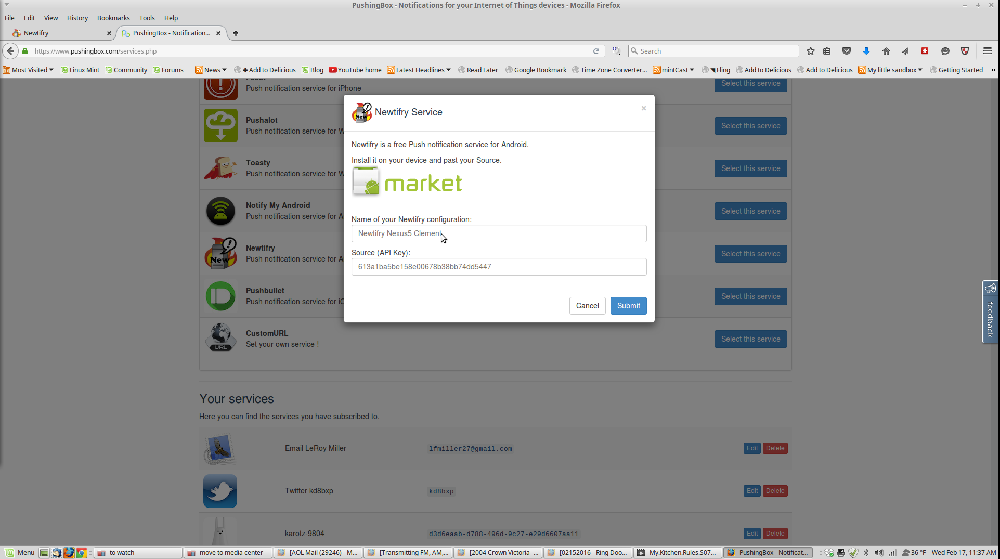 PushingBox - Notifications for your Internet of Things devices - Mozilla Firefox
File Edit View History Bookmarks Tools Help
Newtifry
PushingBox - Notification...
https://www.pushingbox.com/services.php
Search
Most Visited Linux Mint Community Forums News Add to Delicious Blog YouTube home Latest Headlines Read Later Google Bookmark Time Zone Converter... mintCast Fling Add to Delicious Add to Delicious My little sandbox Getting Started »
Push notification service for iPhone
Select this service
Pushalot
Push notification service for W
Select this service
Toasty
Push notification service for W
Select this service
Notify My Android
Push notification service for A
Select this service
Newtifry
Push notification service for A
New
Select this service
Pushbullet
Push notification service for iO
Select this service
CustomURL
Set your own service !
URL
Select this service
New
Newtifry Service
×
Newtifry is a free Push notification service for Android.
Install it on your device and past your Source.
market
Name of your Newtifry configuration:
Newtifry Nexus5 Clement
Source (API Key):
613a1ba5be158e00678b38bb74dd5447
Cancel Submit
feedback
Your services
Here you can find the services you have subscribed to.
Email LeRoy Miller lfmiller27@gmail.com Edit Delete
Twitter kd8bxp kd8bxp Edit Delete
karotz-9804 d3d6eaab-d788-496d-9c27-e29d6607aa11 Edit Delete
Menu to watch move to media center [AOL Mail (29246) - M... [Transmitting FM, AM,... [2004 Crown Victoria -... [02152016 - Ring Doo... My.Kitchen.Rules.S07... PushingBox - Notificat... 36 °F Wed Feb 17, 11:37 AM